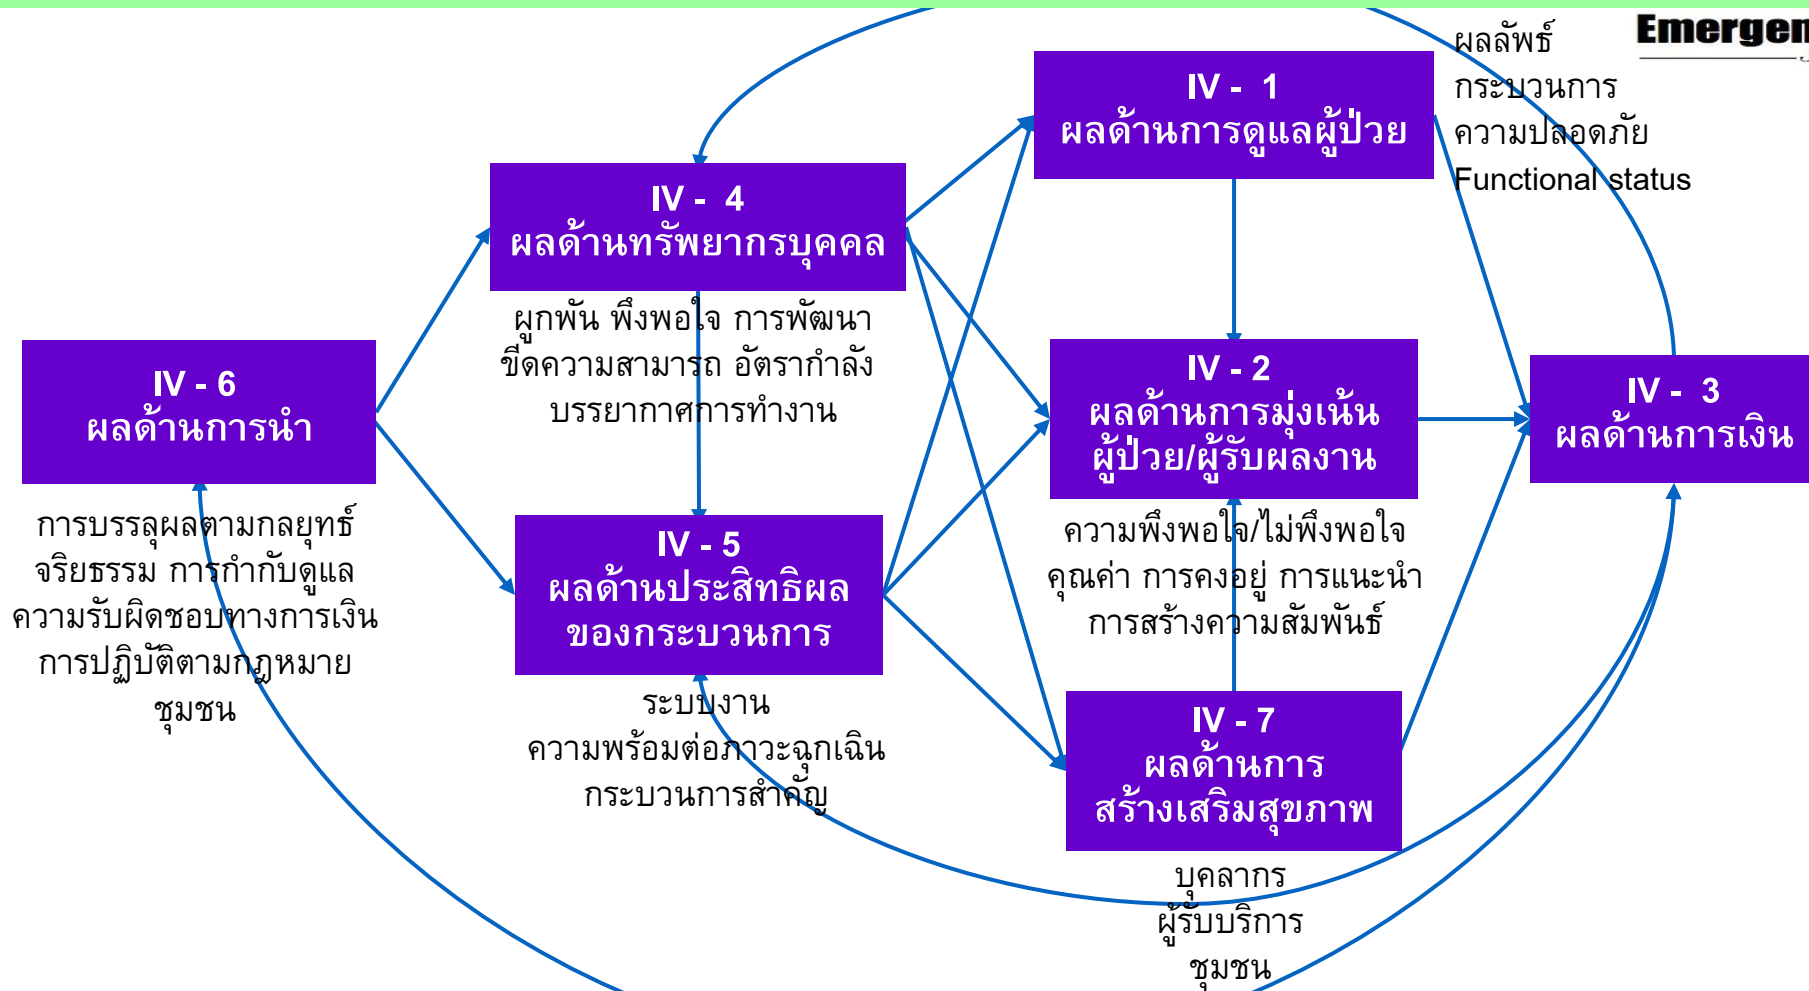 Emergen
ผลลัพธ์
กระบวนการ
ความปลอดภัย
Functional status
IV - 1
ผลด้านการดูแลผู้ป่วย
IV - 4
ผลด้านทรัพยากรบุคคล
ผูกพัน พึงพอใจ การพัฒนา
ขีดความสามารถ อัตรากำลัง
บรรยากาศการทำงาน
IV - 6
ผลด้านการนำ
การบรรลุผลตามกลยุทธ์
จริยธรรม การกำกับดูแล
ความรับผิดชอบทางการเงิน
การปฏิบัติตามกฎหมาย
ชุมชน
IV - 2
ผลด้านการมุ่งเน้น
ผู้ป่วย/ผู้รับผลงาน
ความพึงพอใจ/ไม่พึงพอใจ
คุณค่า การคงอยู่ การแนะนำ
การสร้างความสัมพันธ์
IV - 3
ผลด้านการเงิน
IV - 5
ผลด้านประสิทธิผล
ของกระบวนการ
ระบบงาน
ความพร้อมต่อภาวะฉุกเฉิน
กระบวนการสำคัญ
IV - 7
ผลด้านการ
สร้างเสริมสุขภาพ
บุคลากร
ผู้รับบริการ
ชุมชน